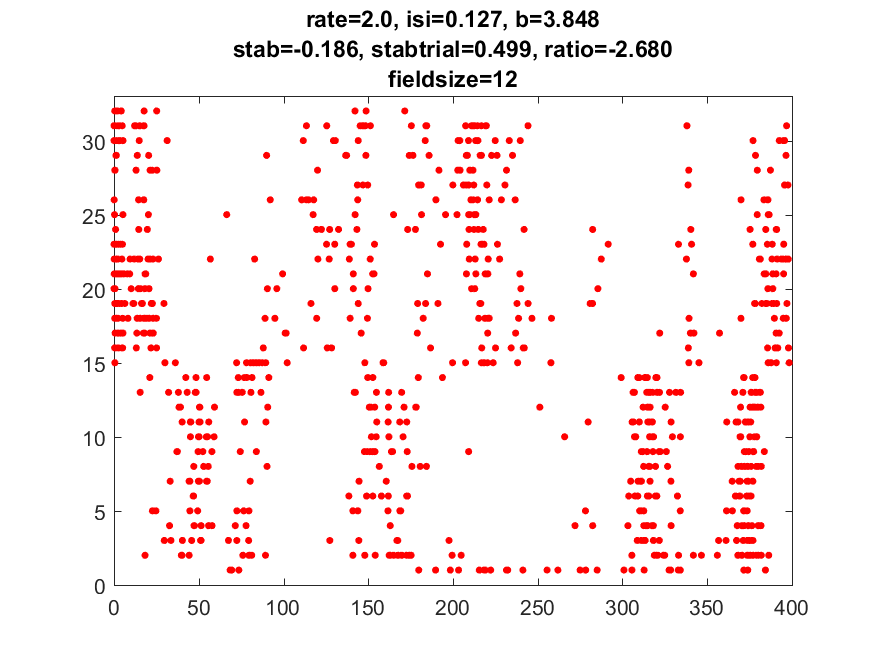 rate=2.0, isi=0.127, b=3.848
stab=-0.186, stabtrial=0.499, ratio=-2.680
fieldsize=12
30
25
20
15
10
5
0
0 50 100 150 200 250 300 350 400